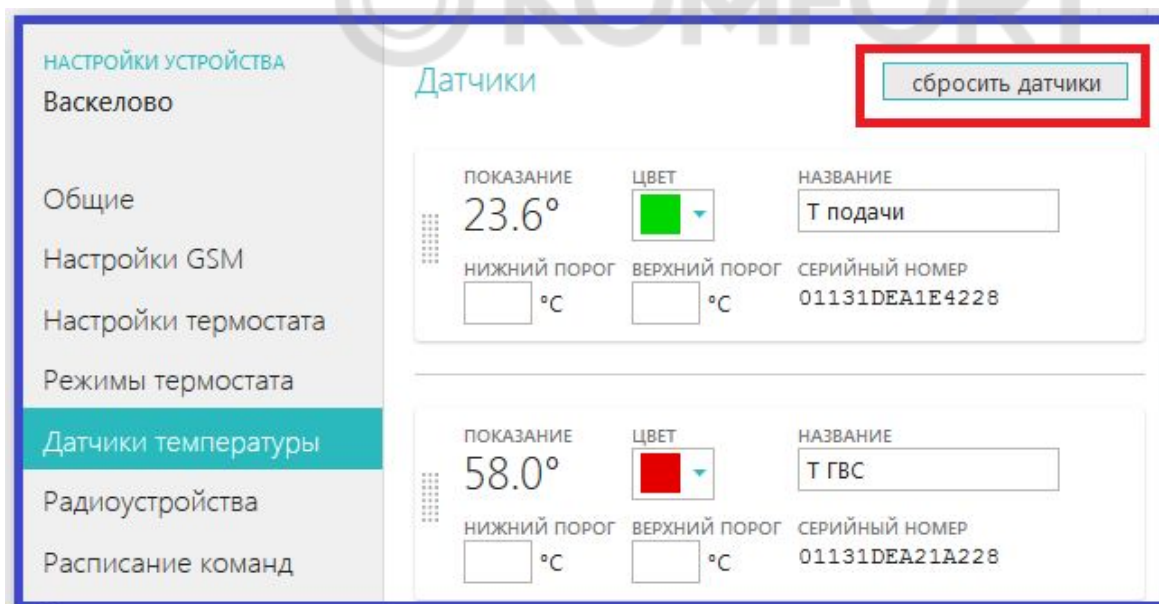 KOMFORT
НАСТРОЙКИ УСТРОЙСТВА
Васкелово
Общие
Настройки GSM
Настройки термостата
Режимы термостата
Датчики температуры
Радиоустройства
Расписание команд
Датчики
сбросить датчики
ПОКАЗАНИЕ ЦВЕТ НАЗВАНИЕ
23.6° Т подачи
НИЖНИЙ ПОРОГ ВЕРХНИЙ ПОРОГ СЕРИЙНЫЙ НОМЕР
°C °C 01131DEA1E4228
ПОКАЗАНИЕ ЦВЕТ НАЗВАНИЕ
58.0° Т ГВС
НИЖНИЙ ПОРОГ ВЕРХНИЙ ПОРОГ СЕРИЙНЫЙ НОМЕР
°C °C 01131DEA21A228